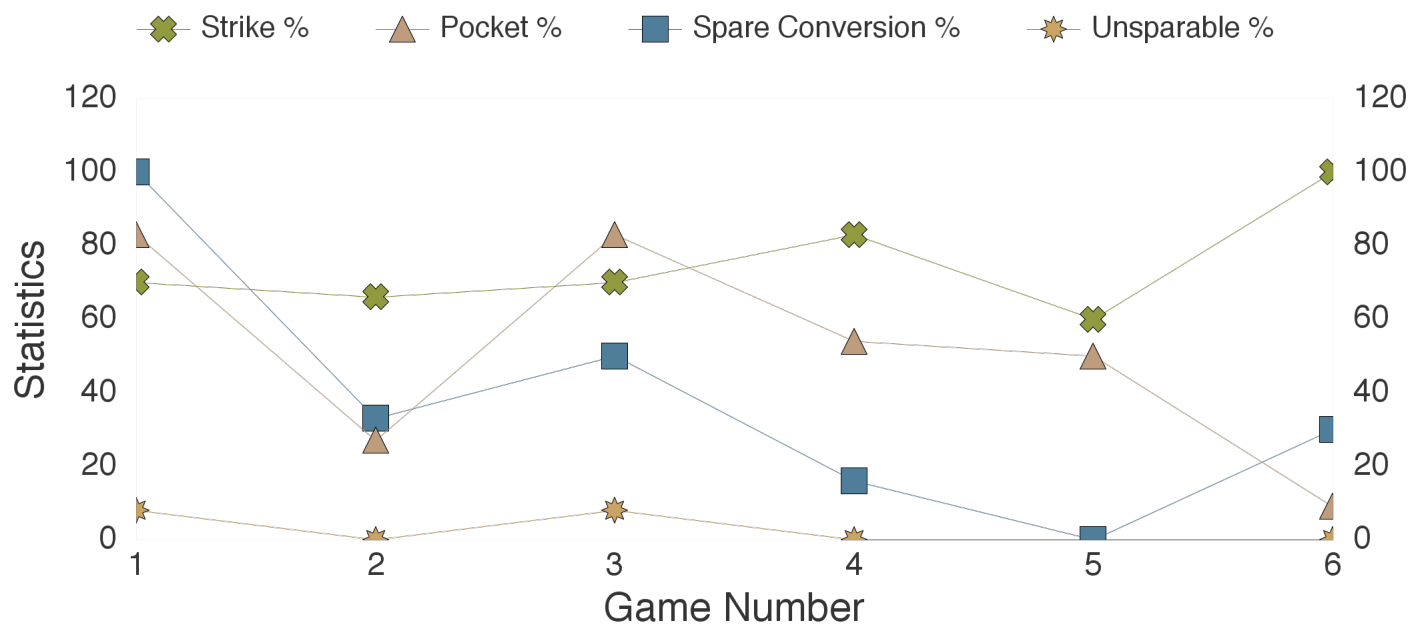 Strike % Pocket % Spare Conversion % Unsparable %
120 120
100 100
80 80
60 60
40 40
20 20
0 0
1 2 3 4 5 6
Statistics
Game Number